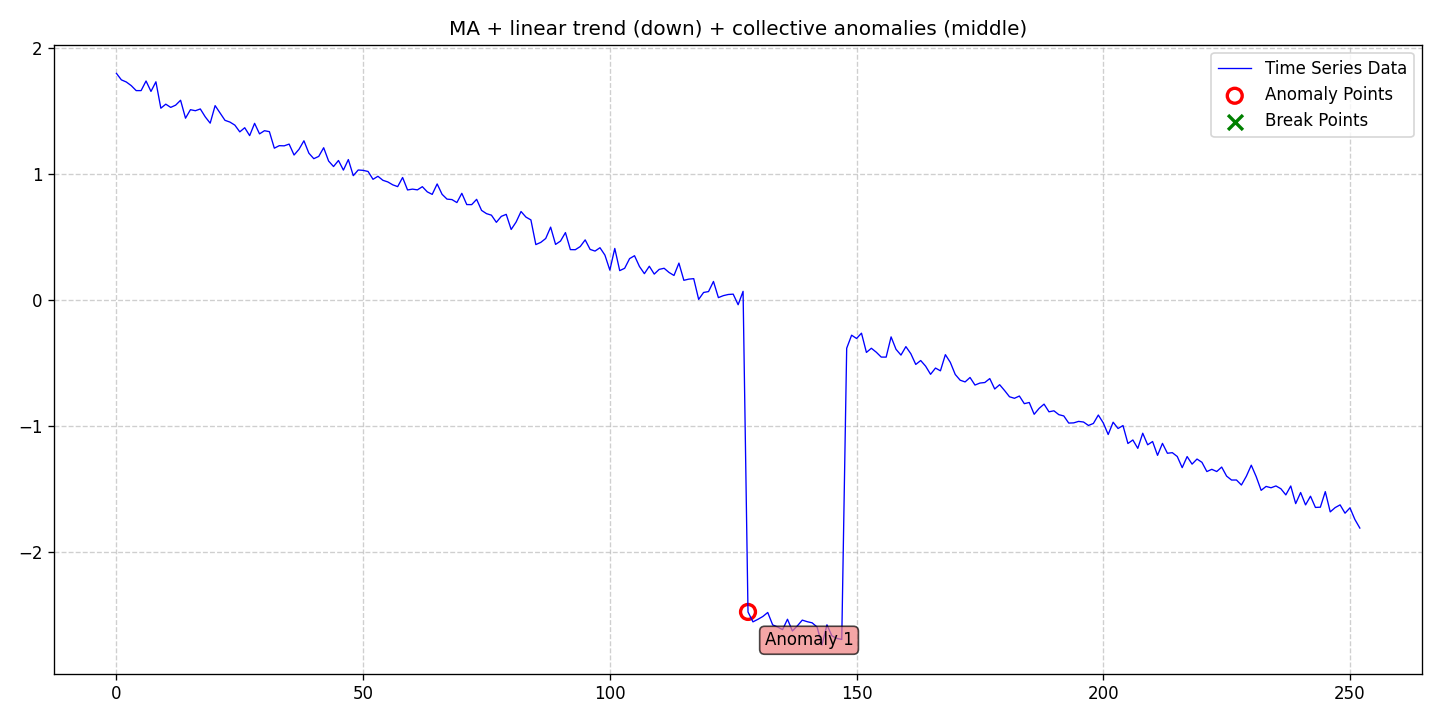 MA + linear trend (down) + collective anomalies (middle)
Time Series Data
Anomaly Points
Break Points
2
1
0
−1
−2
Anomaly 1
0
50
100
150
200
250